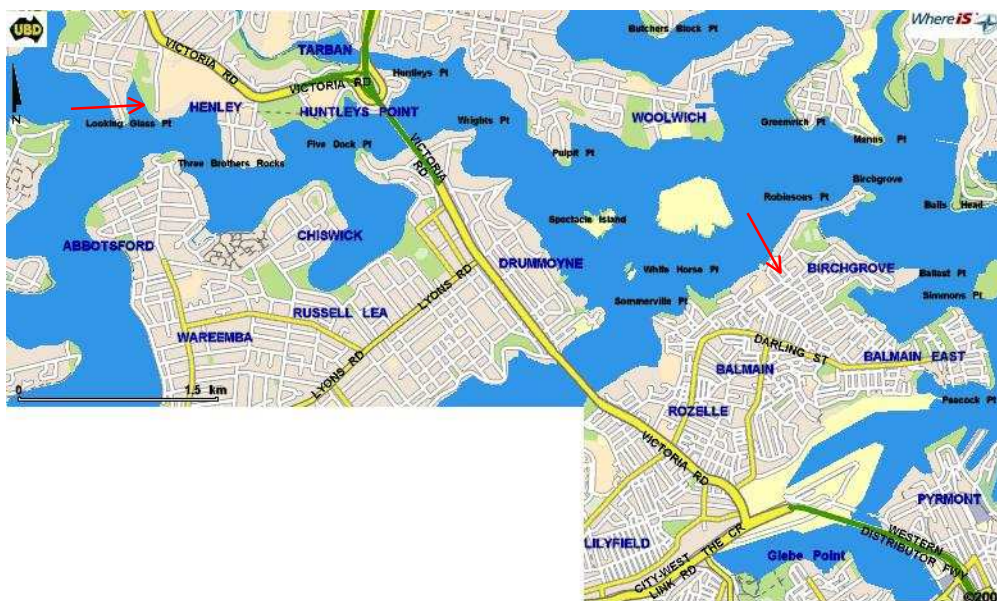 UBD
WhereiS
VICTORIA RD
TARBAN
Butchers Block Pt
Huntleys Pt
VICTORIA RD
HENLEY
HUNTLEYS POINT
WOOLWICH
N
Looking Glass Pt
Wrights Pt
Greenwich Pt
Manns Pt
Five Dock Pt
VICTORIA RD
Pulpit Pt
Three Brothers Rocks
Birchgrove
Robinsons Pt
Balls Head
Spectacle Island
ABBOTSFORD
CHISWICK
DRUMMOYNE
White Horse Pt
BIRCHGROVE
Ballast Pt
LYONS RD
Sommerville Pt
Simmons Pt
RUSSELL LEA
WAREEMBA
DARLING ST
BALMAIN EAST
LYONS RD
BALMAIN
0
1.5 km
Peacock Pt
ROZELLE
VICTORIA RD
PYRMONT
LILYFIELD
CITY-WEST LINK RD
THE CR
Glebe Point
WESTERN DISTRIBUTOR FWY
©200